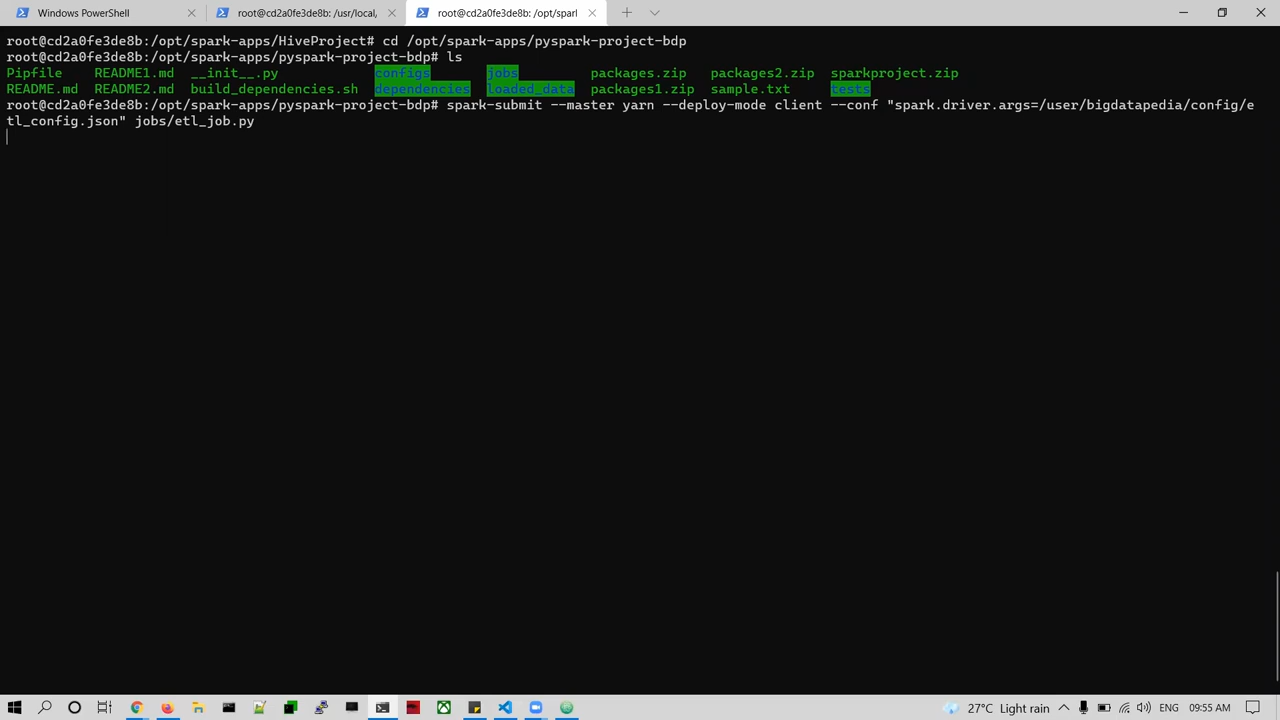 Windows PowerShell
root@cd2a0fe3de8b: /usr/local,
root@cd2a0fe3de8b: /opt/spark
root@cd2a0fe3de8b:/opt/spark-apps/HiveProject# cd /opt/spark-apps/pyspark-project-bdp
root@cd2a0fe3de8b:/opt/spark-apps/pyspark-project-bdp# ls
Pipfile README1.md __init__.py configs jobs packages.zip packages2.zip sparkproject.zip
README.md README2.md build_dependencies.sh dependencies loaded_data packages1.zip sample.txt tests
root@cd2a0fe3de8b:/opt/spark-apps/pyspark-project-bdp# spark-submit --master yarn --deploy-mode client --conf "spark.driver.args=/user/bigdatapedia/config/e
tl_config.json" jobs/etl_job.py
27°C Light rain ENG 09:55 AM